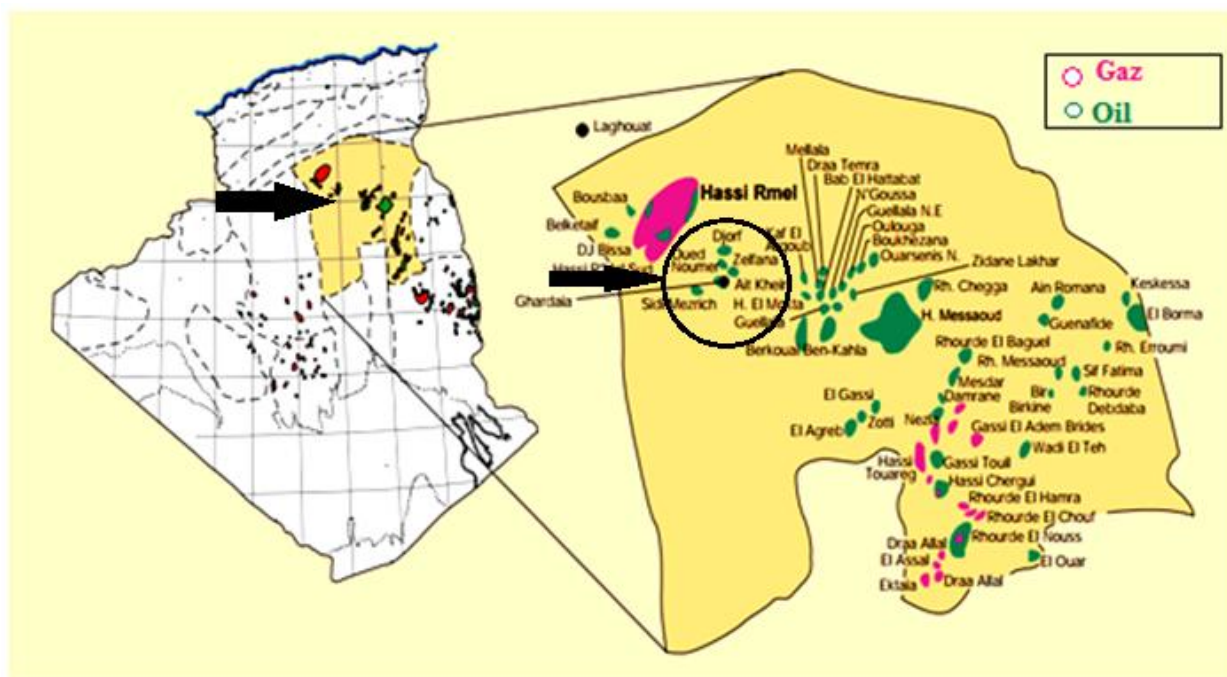 Gaz
Oil
Laghouat
Mellala
Draa Temra
Bab El Hattabat
N'Goussa
Guellala N.E
Oulouga
Boukhezana
Ouarsenis N.
Zidane Lakhar
Bousbaa
Hassi Rmel
Belketaif
DJ Bissa
Djorf
Kaf El
Oued
Noumer
Zelfana
Ghardaia
Sidi Mezrich
Ait Kheir
H. El Mokta
Guellala
Berkoual Ben-Kahla
H. Messaoud
Rh. Chegga
Ain Romana
Keskessa
El Borma
Guenafide
Rh. Erroumi
Rhourde El Baguel
Rh. Messaoud
Sif Fatima
Mesdar
Damrane
Bir
Birkine
Rhourde
Debdaba
El Gassi
Zotti
El Agreb
Gassi El Adem Brides
Wadi El Teh
Hassi
Touareg
Gassi Touil
Hassi Chergui
Rhourde El Hamra
Rhourde El Chouf
Rhourde El Nouss
Draa Allal
El Assal
Ektaia
Draa Allal
El Ouar